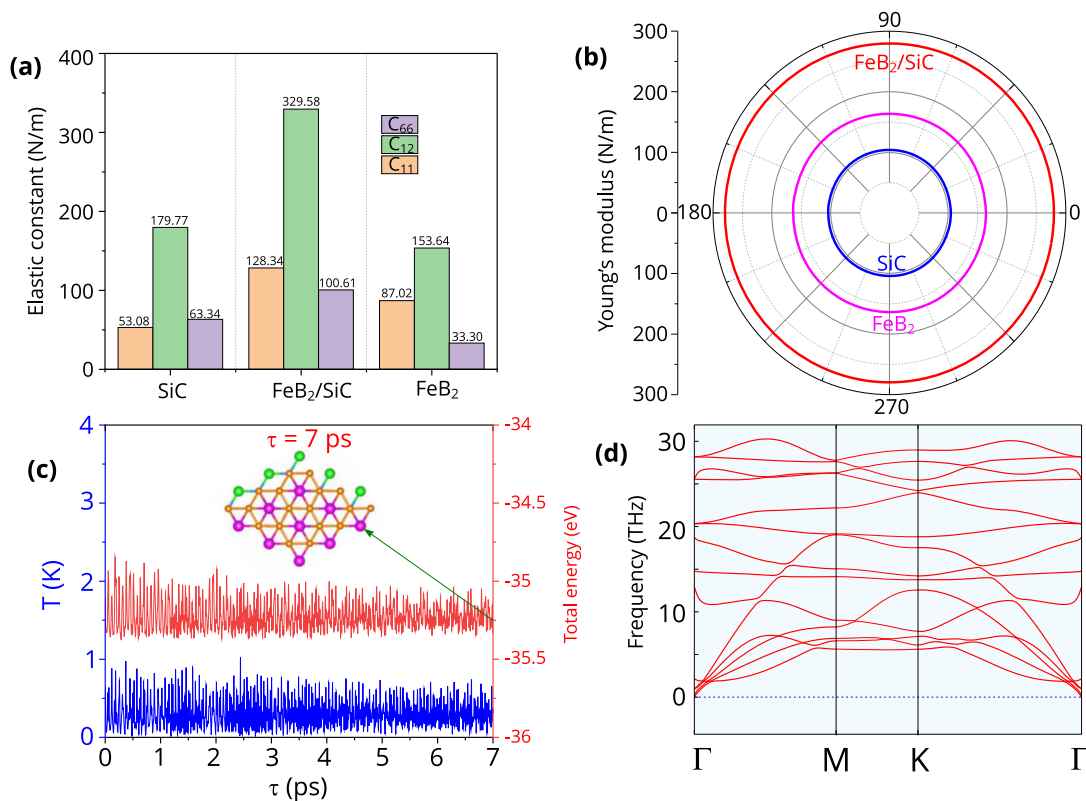 (a)
Elastic constant (N/m)
400
300
200
100
0
329.58
179.77
153.64
128.34
100.61
87.02
53.08
63.34
33.30
C₆₆
C₁₂
C₁₁
SiC
FeB₂/SiC
FeB₂
(b)
Young's modulus (N/m)
300
200
100
0
100
200
300
90
180
0
270
FeB₂/SiC
SiC
FeB₂
(c)
τ = 7 ps
T (K)
4
3
2
1
0
Total energy (eV)
-34
-34.5
-35
-35.5
-36
0 1 2 3 4 5 6 7
τ (ps)
(d)
Frequency (THz)
30
20
10
0
Γ M K Γ